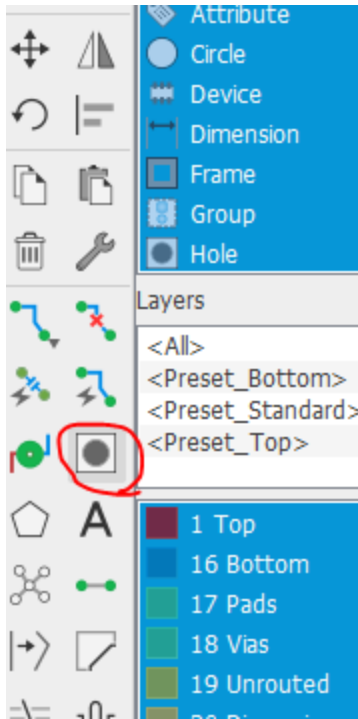 Attribute
Circle
Device
Dimension
Frame
Group
Hole
Layers
<All>
<Preset_Bottom>
<Preset_Standard>
<Preset_Top>
A
1 Top
16 Bottom
17 Pads
18 Vias
19 Unrouted